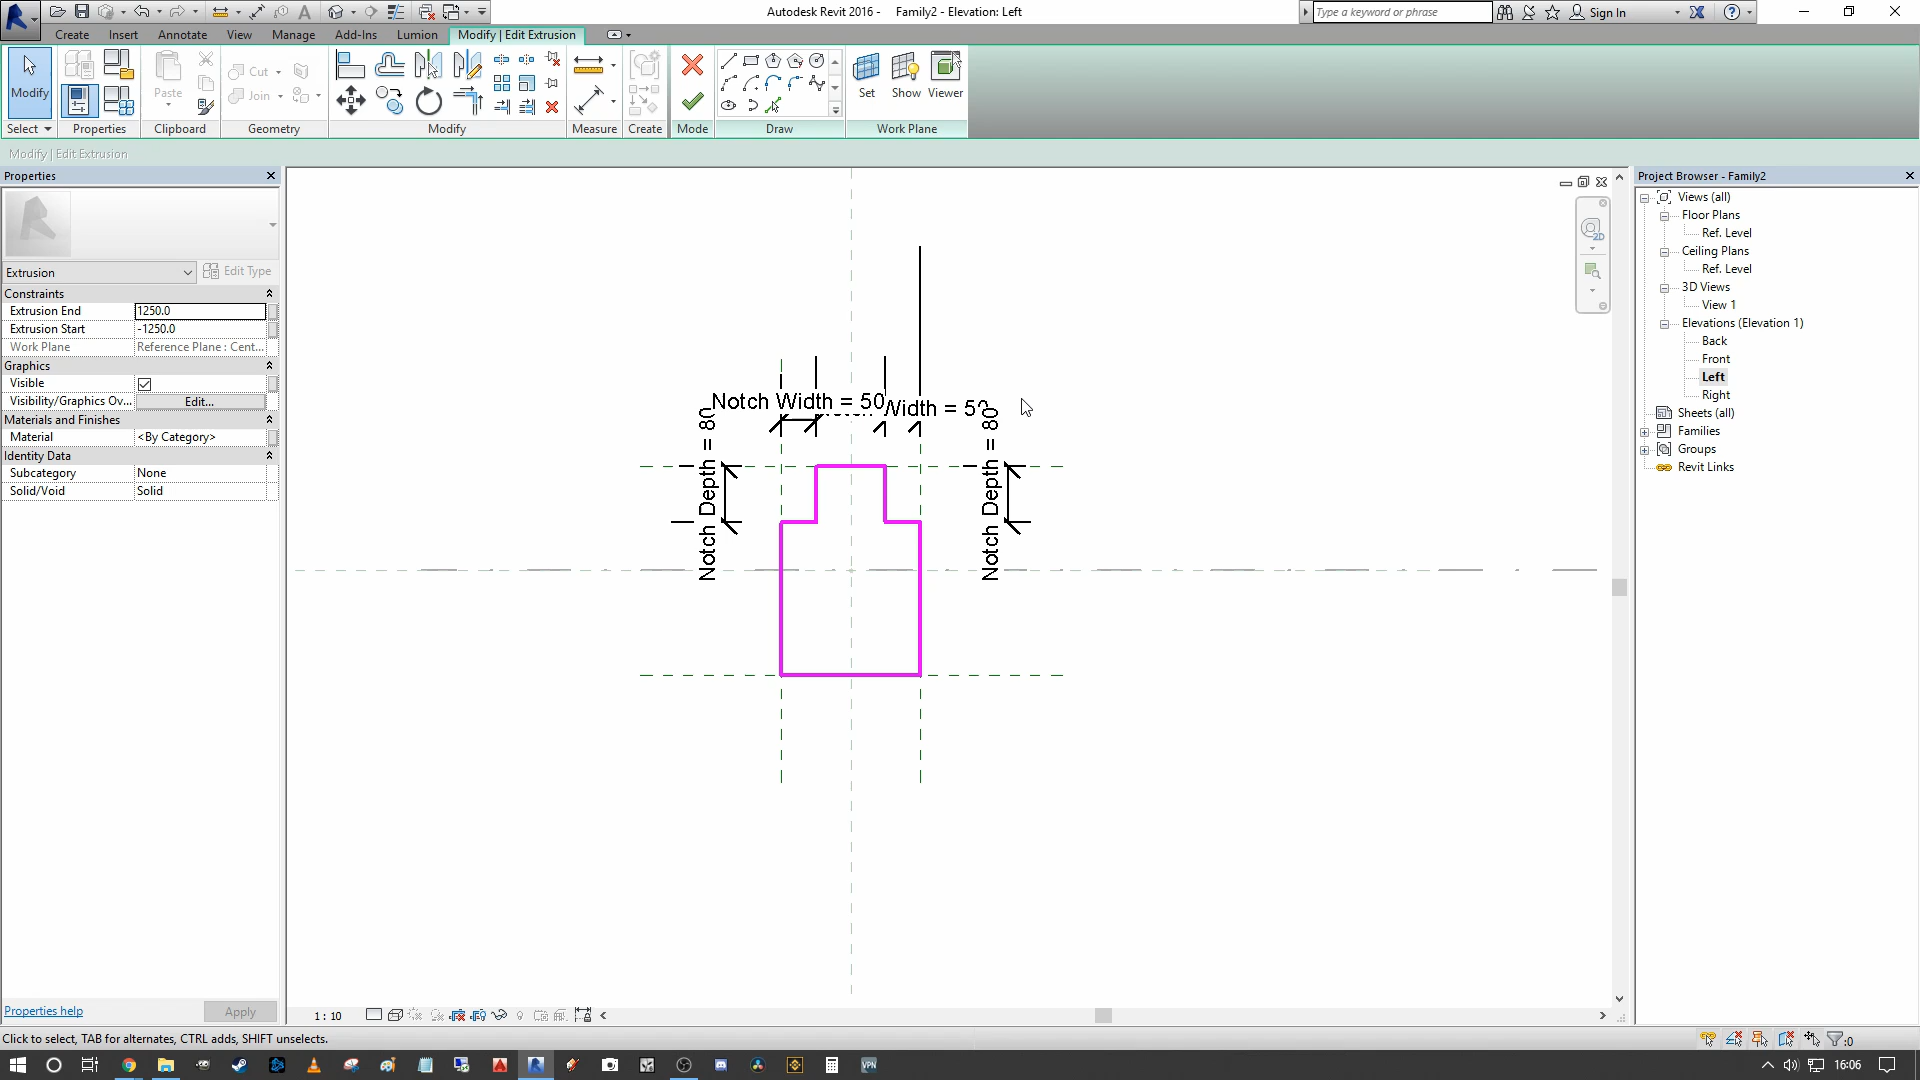 Autodesk Revit 2016 - Family2 - Elevation: Left
Type a keyword or phrase
Sign In
Create Insert Annotate View Manage Add-Ins Lumion Modify | Edit Extrusion
Modify
Cut
Join
Paste
Set Show Viewer
Select Properties Clipboard Geometry Modify Measure Create Mode Draw Work Plane
Modify | Edit Extrusion
Properties
Extrusion
Edit Type
Constraints
Extrusion End 1250.0
Extrusion Start -1250.0
Work Plane Reference Plane : Cent...
Graphics
Visible
Visibility/Graphics Ov... Edit...
Materials and Finishes
Material <By Category>
Identity Data
Subcategory None
Solid/Void Solid
Properties help
Apply
Notch Width = 50
Width = 50
Notch Depth = 80
Notch Depth = 80
2D
Project Browser - Family2
Views (all)
Floor Plans
Ref. Level
Ceiling Plans
Ref. Level
3D Views
View 1
Elevations (Elevation 1)
Back
Front
Left
Right
Sheets (all)
Families
Groups
Revit Links
1 : 10
Click to select, TAB for alternates, CTRL adds, SHIFT unselects.
:0
VPN
16:06